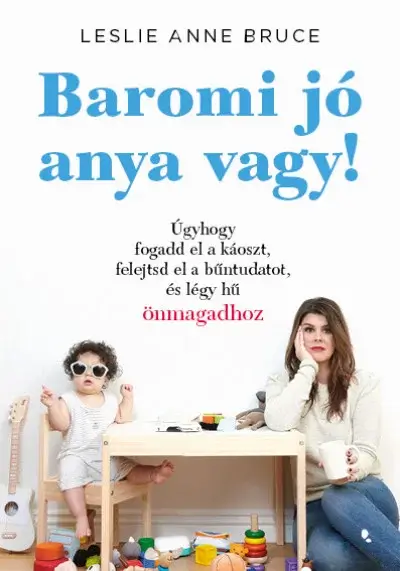 LESLIE ANNE BRUCE
Baromi jó
anya vagy!
Úgyhogy
fogadd el a káoszt,
felejtsd el a bűntudatot,
és légy hű
önmagadhoz